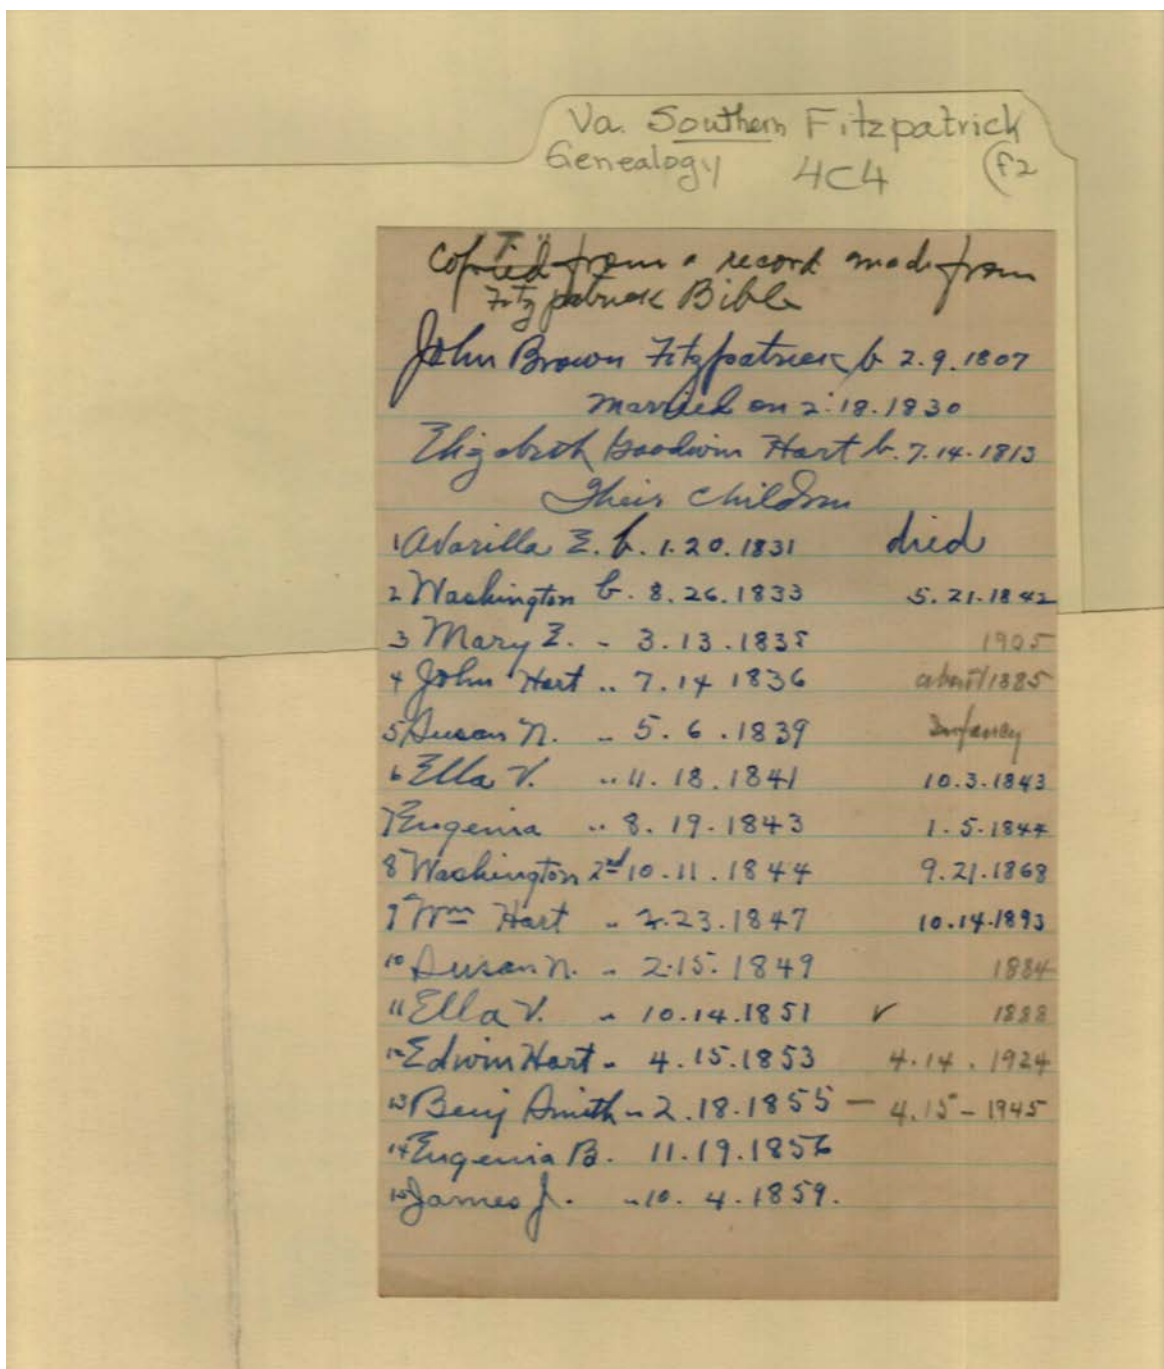 Va. Southern Fitzpatrick
Genealogy 4C4 F2
Copied from a record made from
Fitzpatrick Bible
John Brown Fitzpatrick b 2.9.1807
Married on 2.18.1830
Elizabeth Goodwin Hart b. 7.14.1813
Their Children
1 Avarilla E. b. 1.20.1831 died
2 Washington b. 8.26.1833 5.21.1842
3 Mary E. - 3.13.1835 1905
4 John Hart .. 7.14 1836 about 1885
5 Susan N. .. 5.6.1839 Infancy
6 Ella V. .. 11.18.1841 10.3.1843
7 Eugenia .. 8.19.1843 1.5.1844
8 Washington 2nd 10.11.1844 9.21.1868
9 Wm Hart .. 2.23.1847 10.14.1893
10 Susan N. - 2.15.1849 1884
11 Ella V. .. 10.14.1851 ✓ 1888
12 Edwin Hart - 4.15.1853 4.14.1924
13 Benj Smith - 2.18.1855 - 4.15-1945
14 Eugenia B. 11.19.1856
15 James J. .. 10.4.1859.